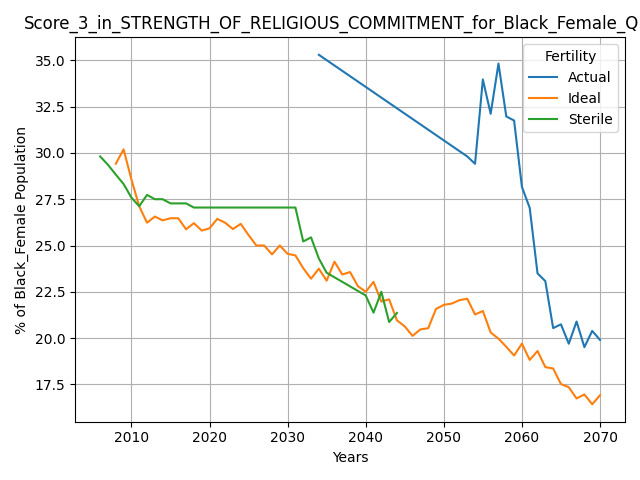 Score_3_in_STRENGTH_OF_RELIGIOUS_COMMITMENT_for_Black_Female_Q
Fertility
Actual
Ideal
Sterile
% of Black_Female Population
35.0
32.5
30.0
27.5
25.0
22.5
20.0
17.5
2010 2020 2030 2040 2050 2060 2070
Years